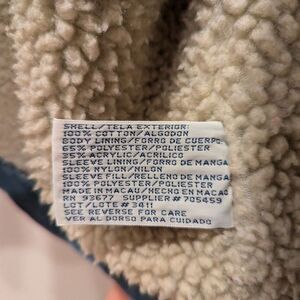 SHELL/TELA EXTERIOR:
100% COTTON/ALGODON
BODY LINING/FORRO DE CUERPO
65% POLYESTER/POLIESTER
35% ACRYLIC/ACRILICO
SLEEVE LINING/FORRO DE MANGA
100% NYLON/NILON
SLEEVE FILL/RELLENO DE MANGA
100% POLYESTER/POLIESTER
MADE IN MACAU/HECHO EN MACAO
RN 93677 SUPPLIER# 705459
LOT/LOTE #3411
SEE REVERSE FOR CARE
VER AL DORSO PARA CUIDADO